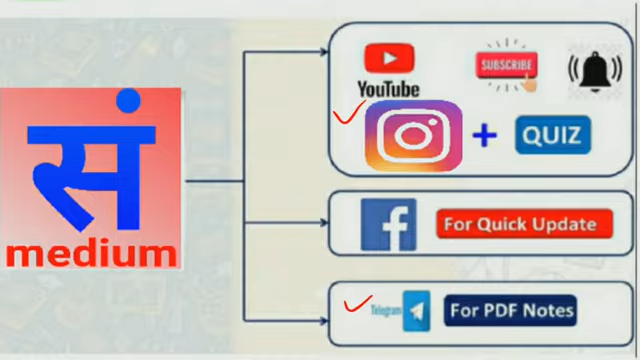 सं
medium
YouTube
SUBSCRIBE
+ QUIZ
For Quick Update
Telegram
For PDF Notes